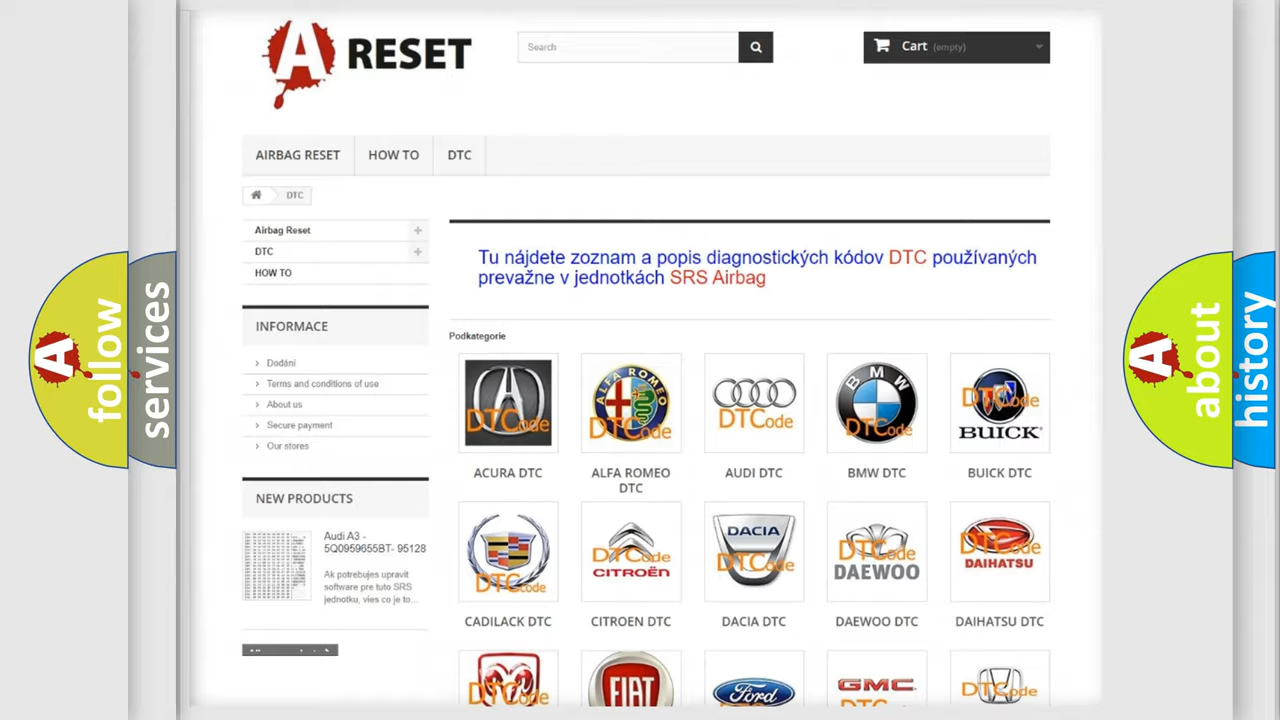 A RESET
Search
Cart (empty)
AIRBAG RESET
HOW TO
DTC
DTC
Airbag Reset
DTC
HOW TO
INFORMACE
Dodání
Terms and conditions of use
About us
Secure payment
Our stores
NEW PRODUCTS
Audi A3 -
5Q0959655BT- 95128
Ak potrebujes upravit
software pre tuto SRS
jednotku, vies co je to...
Tu nájdete zoznam a popis diagnostických kódov DTC používaných
prevažne v jednotkách SRS Airbag
Podkategorie
DTCode
ALFA ROMEO
DTCode
DTCode
BMW
DTCode
DTCode
BUICK
ACURA DTC
ALFA ROMEO
DTC
AUDI DTC
BMW DTC
BUICK DTC
DTCode
DTCode
CITROËN
DACIA
DTCode
DTCode
DAEWOO
DTCode
DAIHATSU
CADILACK DTC
CITROEN DTC
DACIA DTC
DAEWOO DTC
DAIHATSU DTC
DTCode
FIAT
Ford
GMC
DTCode
A follow
services
A about
history